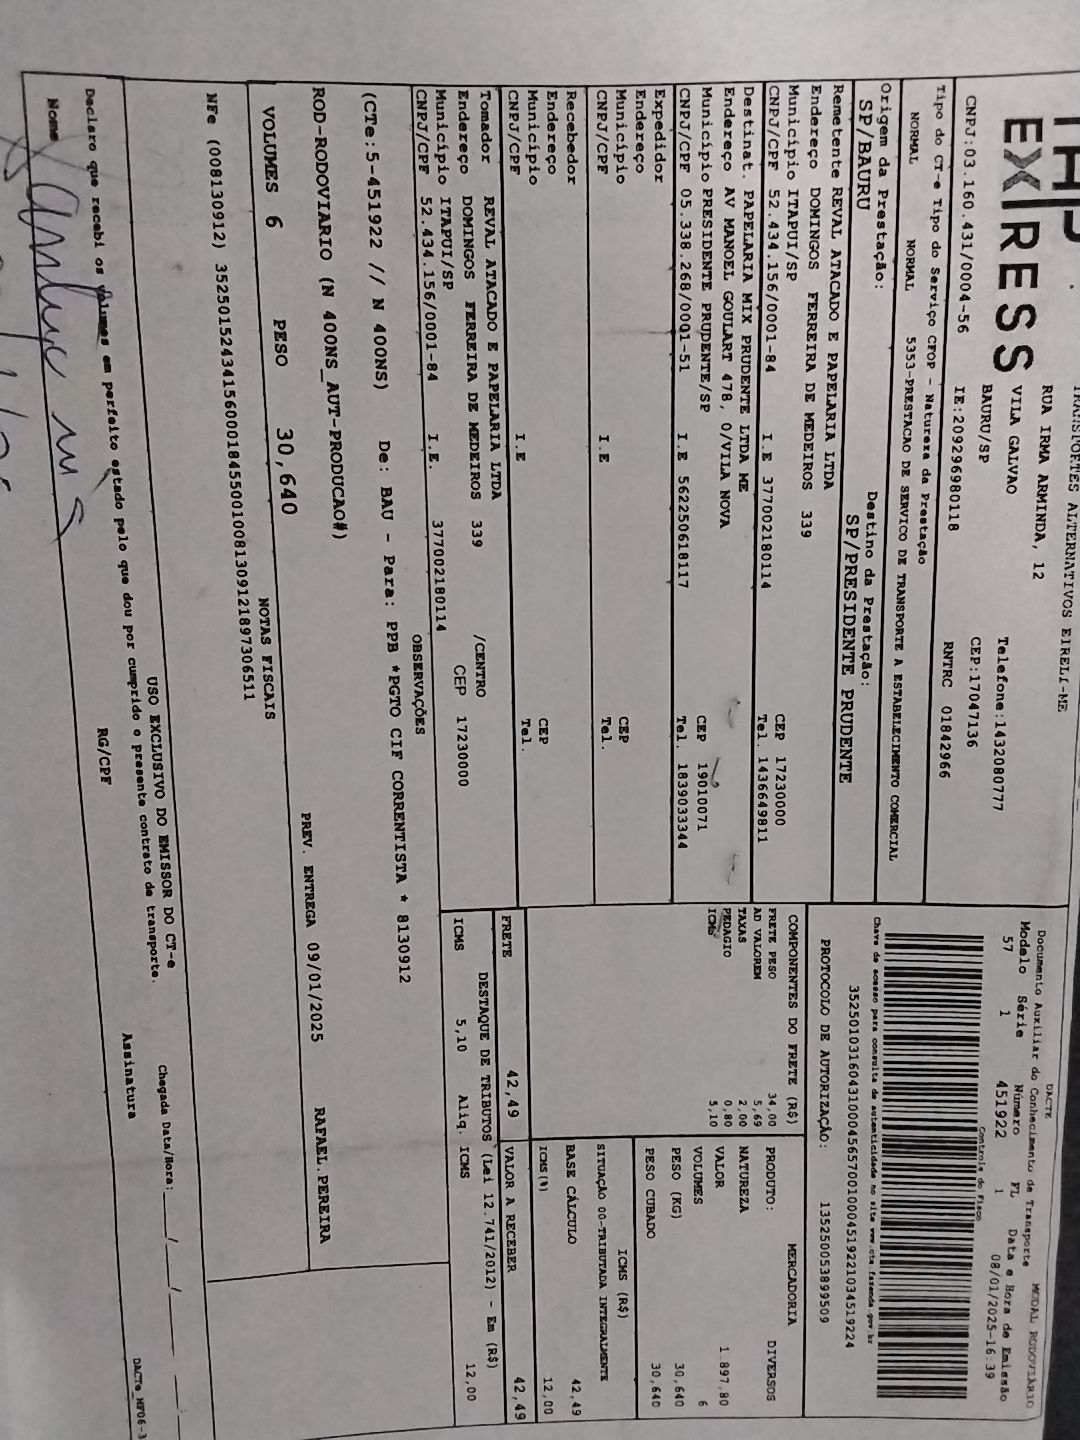 TRANSPORTES ALTERNATIVOS EIRELI-ME
EXPRESS
RUA IRMA ARMINDA, 12
VILA GALVAO
BAURU/SP
Telefone:1432080777
CEP:17047136
CNPJ:03.160.431/0004-56 IE:209296980118 RNTRC 01842966
Tipo do CT-e Tipo do Serviço CFOP - Natureza da Prestação
NORMAL NORMAL 5353-PRESTACAO DE SERVICO DE TRANSPORTE A ESTABELECIMENTO COMERCIAL
Origem da Prestação: Destino da Prestação:
SP/BAURU SP/PRESIDENTE PRUDENTE
Remetente REVAL ATACADO E PAPELARIA LTDA
Endereço DOMINGOS FERREIRA DE MEDEIROS 339
Municipio ITAPUI/SP CEP 17230000
CNPJ/CPF 52.434.156/0001-84 I.E 377002180114 Tel. 1436649811
Destinat. PAPELARIA MIX PRUDENTE LTDA ME
Endereço AV MANOEL GOULART 478, 0/VILA NOVA
Municipio PRESIDENTE PRUDENTE/SP CEP 19010071
CNPJ/CPF 05.338.268/0001-51 I.E 562250618117 Tel. 1839033344
Expedidor
Endereço
Municipio CEP
CNPJ/CPF I.E Tel.
Recebedor
Endereço
Municipio CEP
CNPJ/CPF I.E Tel.
Tomador REVAL ATACADO E PAPELARIA LTDA
Endereço DOMINGOS FERREIRA DE MEDEIROS 339 /CENTRO
Municipio ITAPUI/SP CEP 17230000
CNPJ/CPF 52.434.156/0001-84 I.E. 377002180114
OBSERVAÇÕES
(CTe:5-451922 // N 400NS) De: BAU - Para: PPB *PGTO CIF CORRENTISTA * 8130912
ROD-RODOVIARIO (N 400NS_AUT-PRODUCAO#)
VOLUMES 6 PESO 30,640 PREV. ENTREGA 09/01/2025 RAFAEL.PEREIRA
NOTAS FISCAIS
NFe (008130912) 35250152434156000184550010081309121897306511
DACTE
Documento Auxiliar do Conhecimento de Transporte MODAL RODOVIÁRIO
Modelo Série Número FL Data e Hora de Emissão
57 1 451922 1 08/01/2025-16:39
Controle do Fisco
Chave de acesso para consulta de autenticidade no site www.cte.fazenda.gov.br
35250103160431000456570010004519221034519224
PROTOCOLO DE AUTORIZAÇÃO: 135250053899509
COMPONENTES DO FRETE (R$)
FRETE PESO 34,00
AD VALOREM 5,69
TAXAS 2,00
PEDAGIO 0,80
ICMS 5,10
MERCADORIA
PRODUTO: DIVERSOS
NATUREZA
VALOR 1.897,80
VOLUMES 6
PESO (KG) 30,640
PESO CUBADO 30,640
ICMS (R$)
SITUAÇÃO 00-TRIBUTADA INTEGRALMENTE
BASE CÁLCULO 42,49
ICMS(%) 12,00
FRETE 42,49 VALOR A RECEBER 42,49
DESTAQUE DE TRIBUTOS (Lei 12.741/2012) - Em (R$)
ICMS 5,10 Aliq. ICMS 12,00
USO EXCLUSIVO DO EMISSOR DO CT-e
Chegada Data/Hora:____/____/____
Declaro que recebi os volumes em perfeito estado pelo que dou por cumprido o presente contrato de transporte.
Nome RG/CPF Assinatura